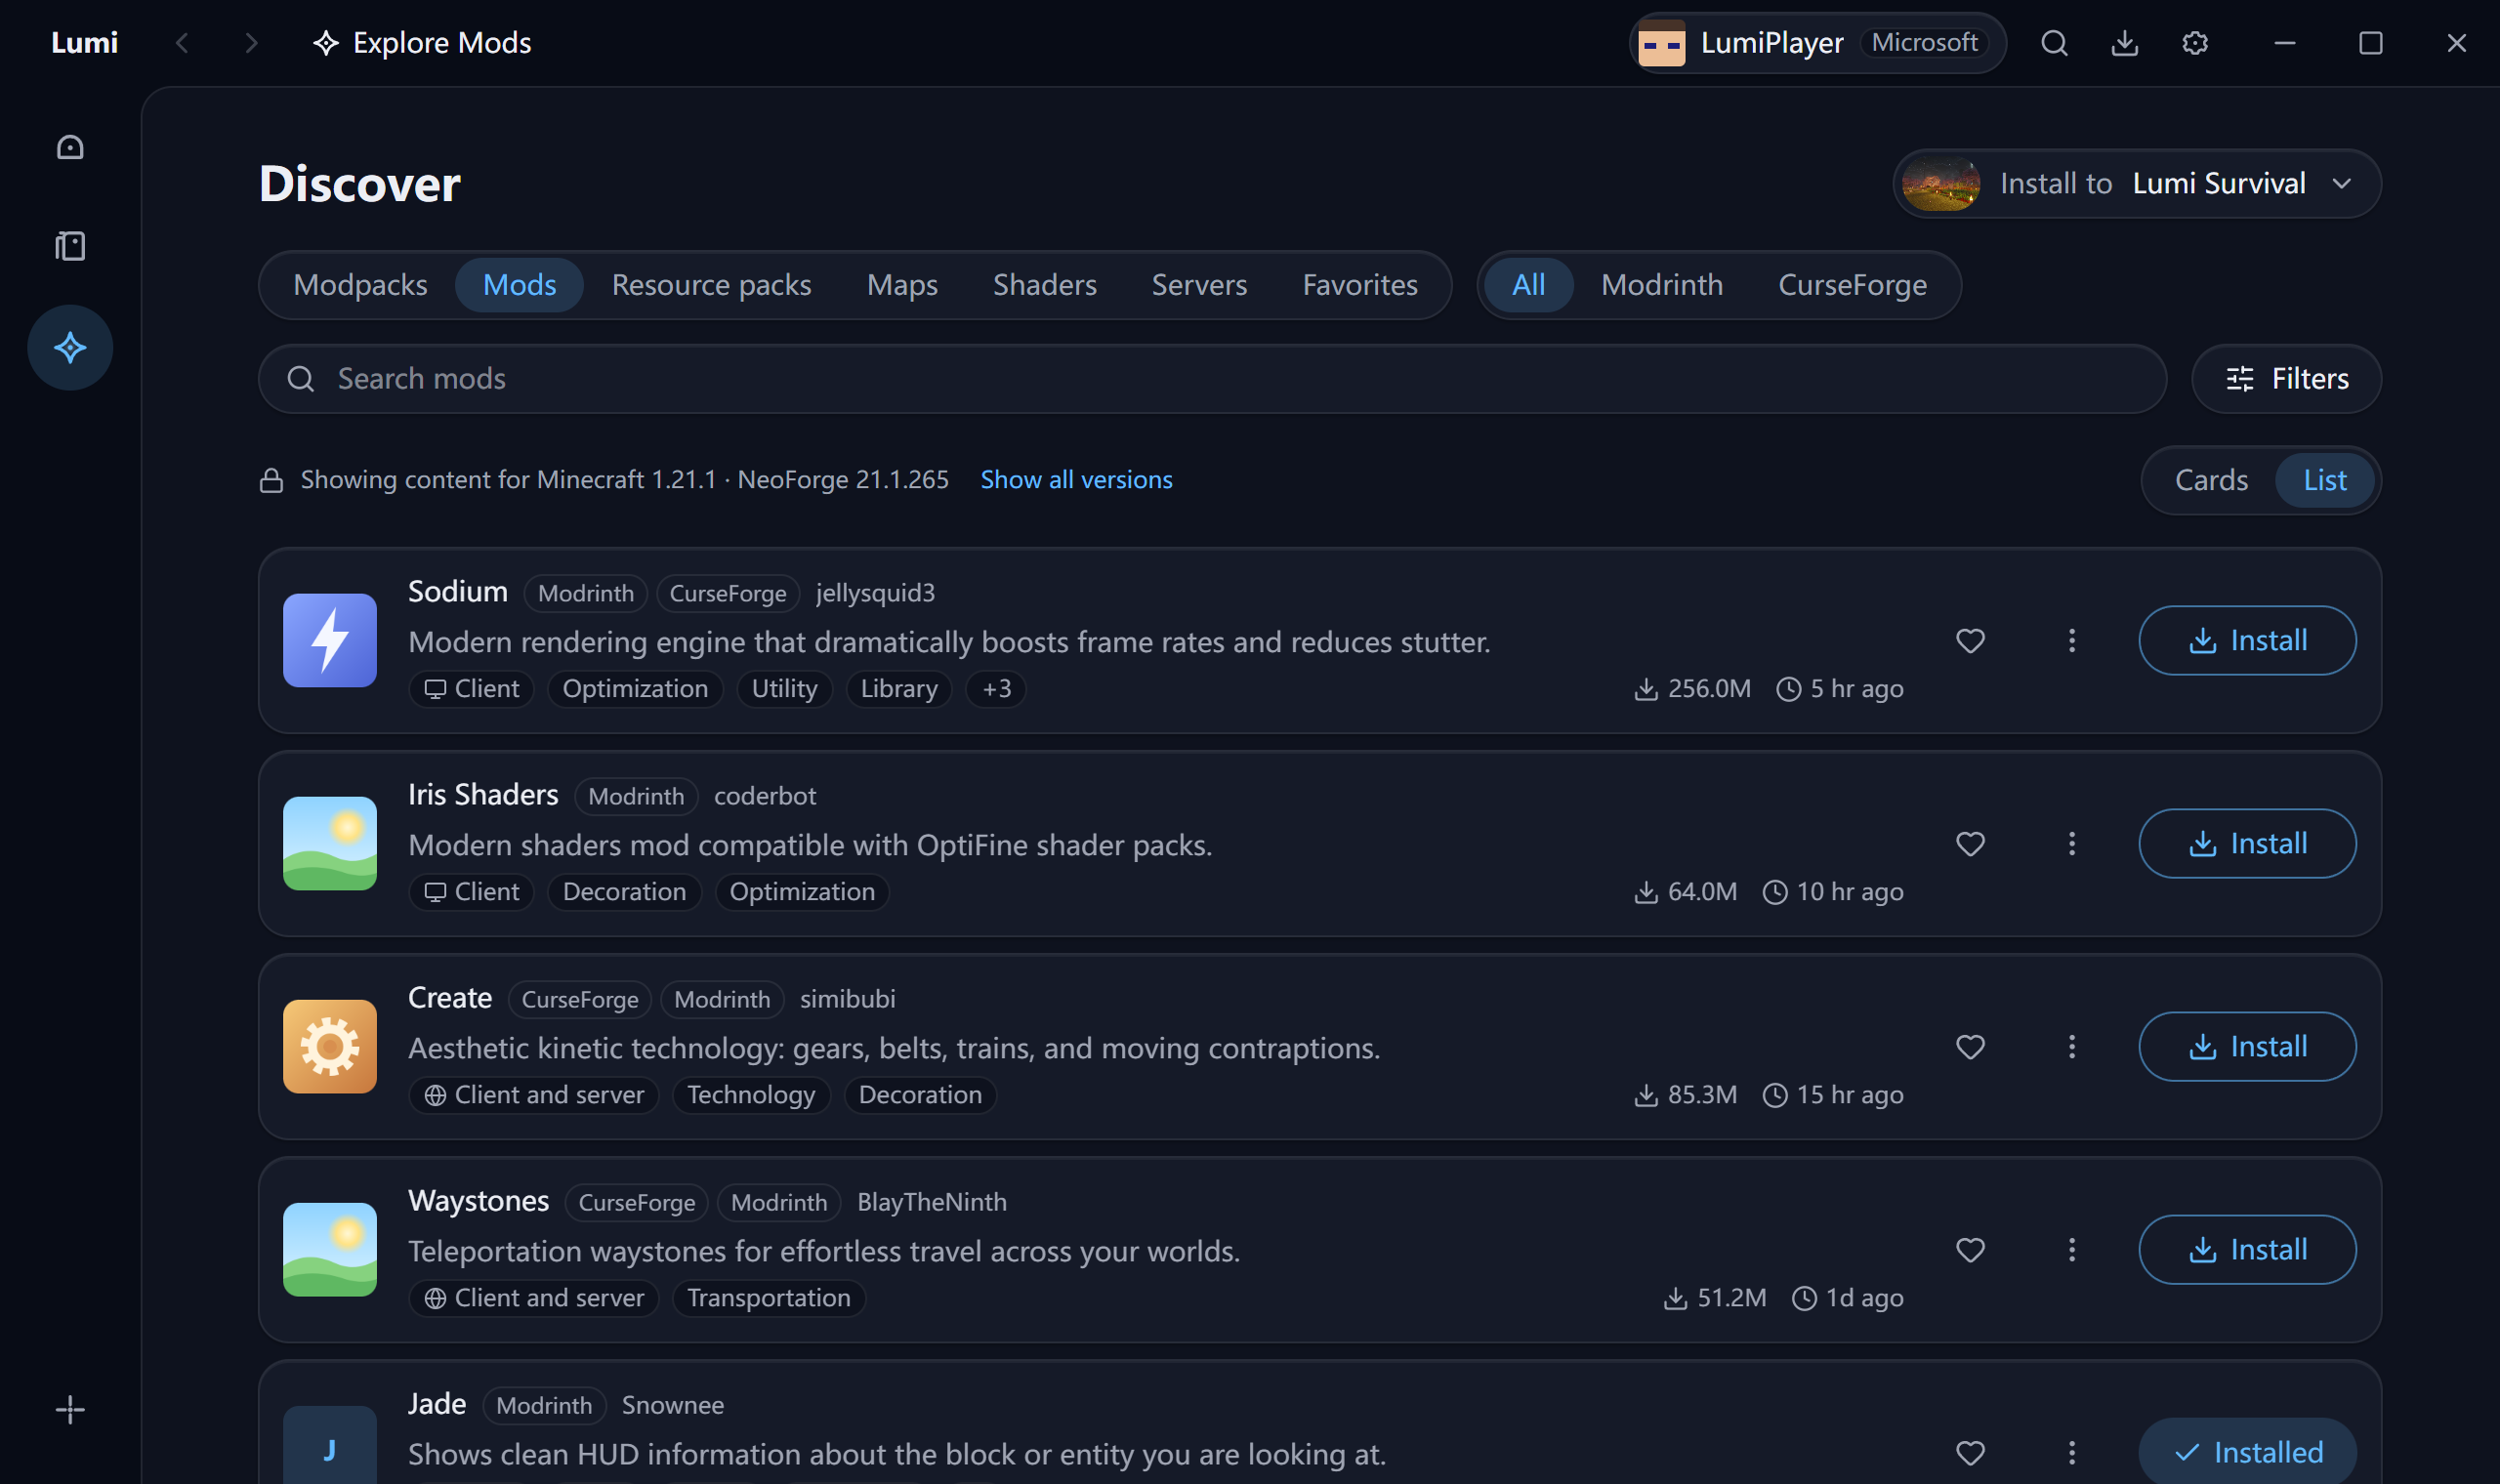 Lumi Explore Mods LumiPlayer Microsoft
Discover Install to Lumi Survival
Modpacks Mods Resource packs Maps Shaders Servers Favorites All Modrinth CurseForge
Search mods Filters
Showing content for Minecraft 1.21.1 · NeoForge 21.1.265 Show all versions Cards List
Sodium Modrinth CurseForge jellysquid3
Modern rendering engine that dramatically boosts frame rates and reduces stutter.
Install
Client Optimization Utility Library +3 256.0M 5 hr ago
Iris Shaders Modrinth coderbot
Modern shaders mod compatible with OptiFine shader packs.
Install
Client Decoration Optimization 64.0M 10 hr ago
Create CurseForge Modrinth simibubi
Aesthetic kinetic technology: gears, belts, trains, and moving contraptions.
Install
Client and server Technology Decoration 85.3M 15 hr ago
Waystones CurseForge Modrinth BlayTheNinth
Teleportation waystones for effortless travel across your worlds.
Install
Client and server Transportation 51.2M 1d ago
Jade Modrinth Snownee
J
Shows clean HUD information about the block or entity you are looking at.
Installed